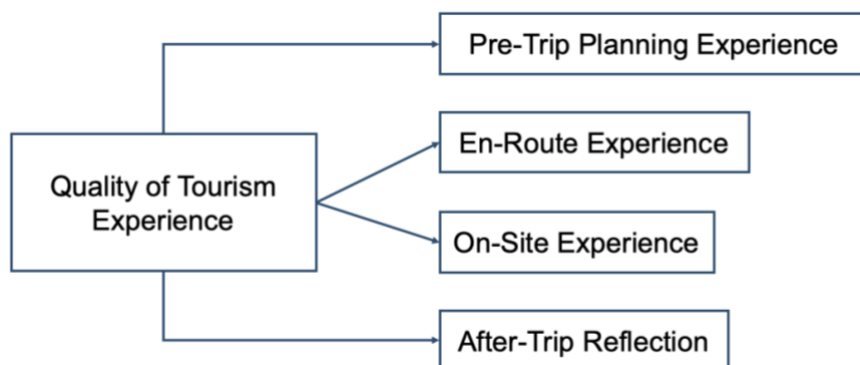 Pre-Trip Planning Experience
En-Route Experience
Quality of Tourism
Experience
On-Site Experience
After-Trip Reflection